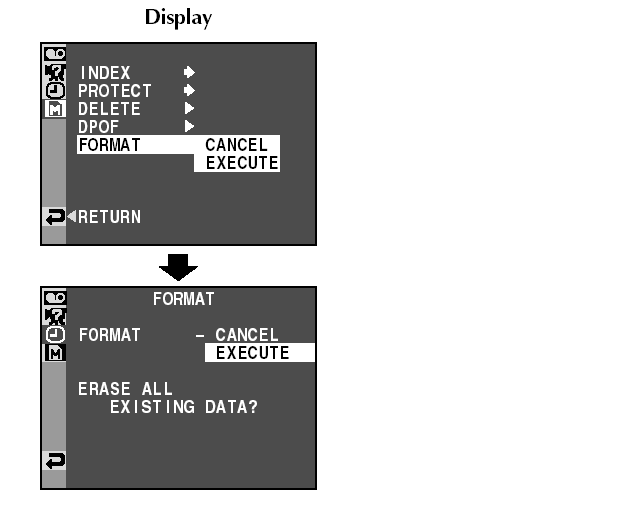 Display
INDEX
PROTECT
DELETE
DPOF
FORMAT CANCEL
EXECUTE
M
RETURN
FORMAT
FORMAT – CANCEL
EXECUTE
M
ERASE ALL
EXISTING DATA?